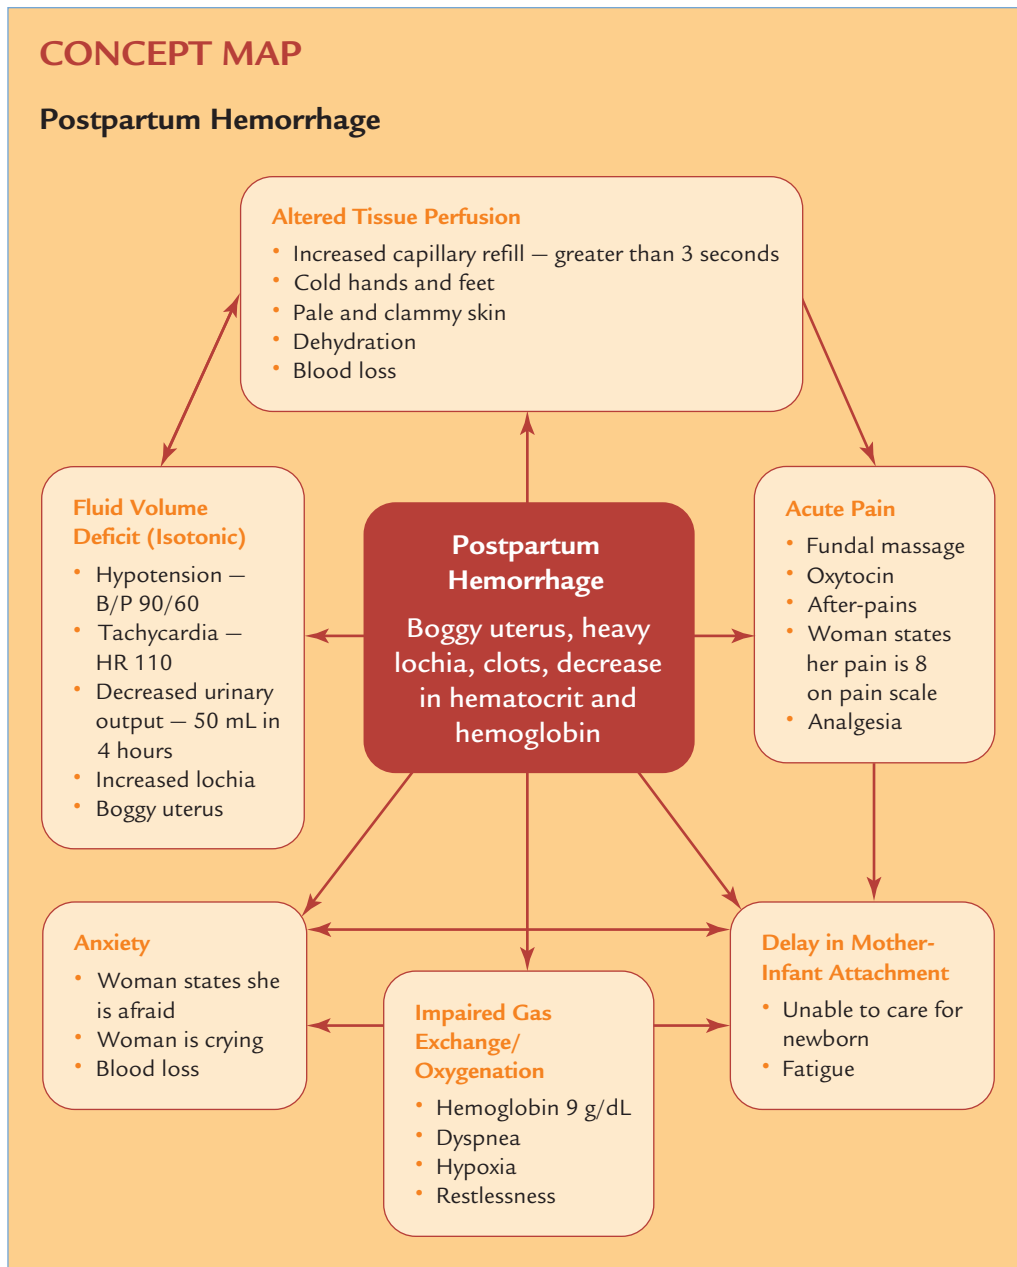 CONCEPT MAP
Postpartum Hemorrhage
Altered Tissue Perfusion
• Increased capillary refill — greater than 3 seconds
• Cold hands and feet
• Pale and clammy skin
• Dehydration
• Blood loss
Fluid Volume
Deficit (Isotonic)
• Hypotension —
B/P 90/60
• Tachycardia —
HR 110
• Decreased urinary
output — 50 mL in
4 hours
• Increased lochia
• Boggy uterus
Postpartum
Hemorrhage
Boggy uterus, heavy
lochia, clots, decrease
in hematocrit and
hemoglobin
Acute Pain
• Fundal massage
• Oxytocin
• After-pains
• Woman states
her pain is 8
on pain scale
• Analgesia
Anxiety
• Woman states she
is afraid
• Woman is crying
• Blood loss
Impaired Gas
Exchange/
Oxygenation
• Hemoglobin 9 g/dL
• Dyspnea
• Hypoxia
• Restlessness
Delay in Mother-
Infant Attachment
• Unable to care for
newborn
• Fatigue